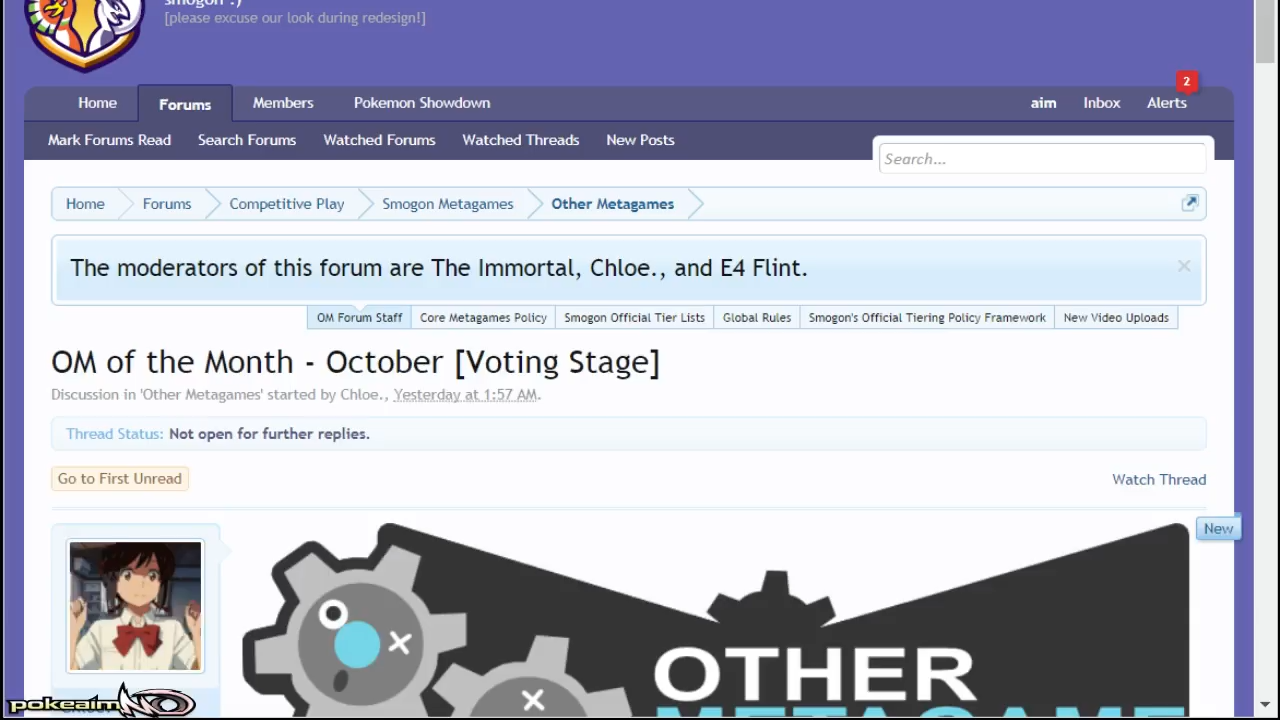 smogon :)
[please excuse our look during redesign!]
2
Home Forums Members Pokemon Showdown aim Inbox Alerts
Mark Forums Read Search Forums Watched Forums Watched Threads New Posts
Search...
Home Forums Competitive Play Smogon Metagames Other Metagames
The moderators of this forum are The Immortal, Chloe., and E4 Flint.
OM Forum Staff Core Metagames Policy Smogon Official Tier Lists Global Rules Smogon's Official Tiering Policy Framework New Video Uploads
OM of the Month - October [Voting Stage]
Discussion in 'Other Metagames' started by Chloe., Yesterday at 1:57 AM.
Thread Status: Not open for further replies.
Go to First Unread Watch Thread
New
OTHER
METAGAME
pokeaim